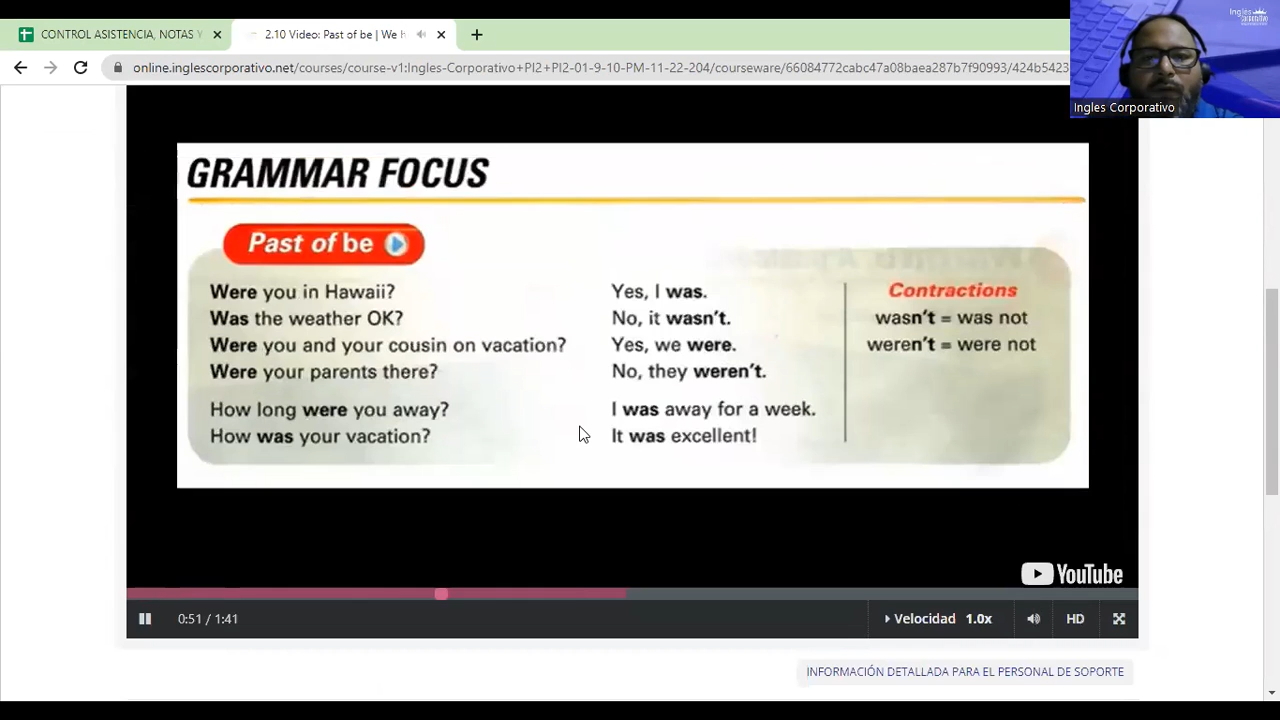 CONTROL ASISTENCIA, NOTAS Y
2.10 Video: Past of be | We h
online.inglescorporativo.net/courses/course-v1:Ingles-Corporativo+PI2+PI2-01-9-10-PM-11-22-204/courseware/66084772cabc47a08baea287b7f90993/424b5423
Ingles
Corporativo
Ingles Corporativo
GRAMMAR FOCUS
Past of be
Were you in Hawaii? Yes, I was.
Was the weather OK? No, it wasn't.
Were you and your cousin on vacation? Yes, we were.
Were your parents there? No, they weren't.
How long were you away? I was away for a week.
How was your vacation? It was excellent!
Contractions
wasn't = was not
weren't = were not
YouTube
0:51 / 1:41
Velocidad 1.0x
HD
INFORMACIÓN DETALLADA PARA EL PERSONAL DE SOPORTE